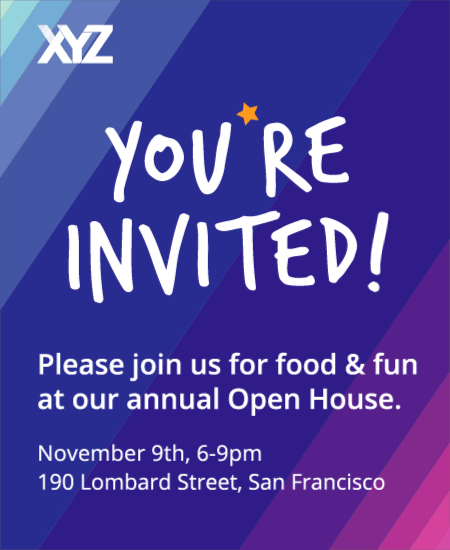 XYZ
YOU'RE
INVITED!
Please join us for food & fun
at our annual Open House.
November 9th, 6-9pm
190 Lombard Street, San Francisco